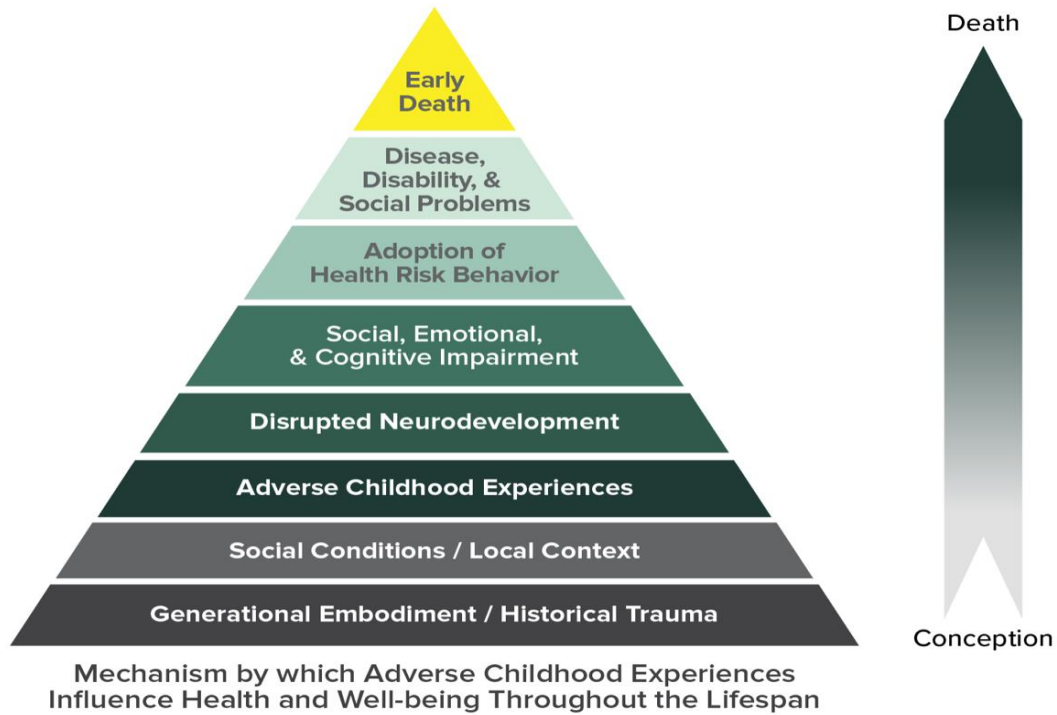 Death
Early
Death
Disease,
Disability, &
Social Problems
Adoption of
Health Risk Behavior
Social, Emotional,
& Cognitive Impairment
Disrupted Neurodevelopment
Adverse Childhood Experiences
Social Conditions / Local Context
Generational Embodiment / Historical Trauma
Conception
Mechanism by which Adverse Childhood Experiences
Influence Health and Well-being Throughout the Lifespan